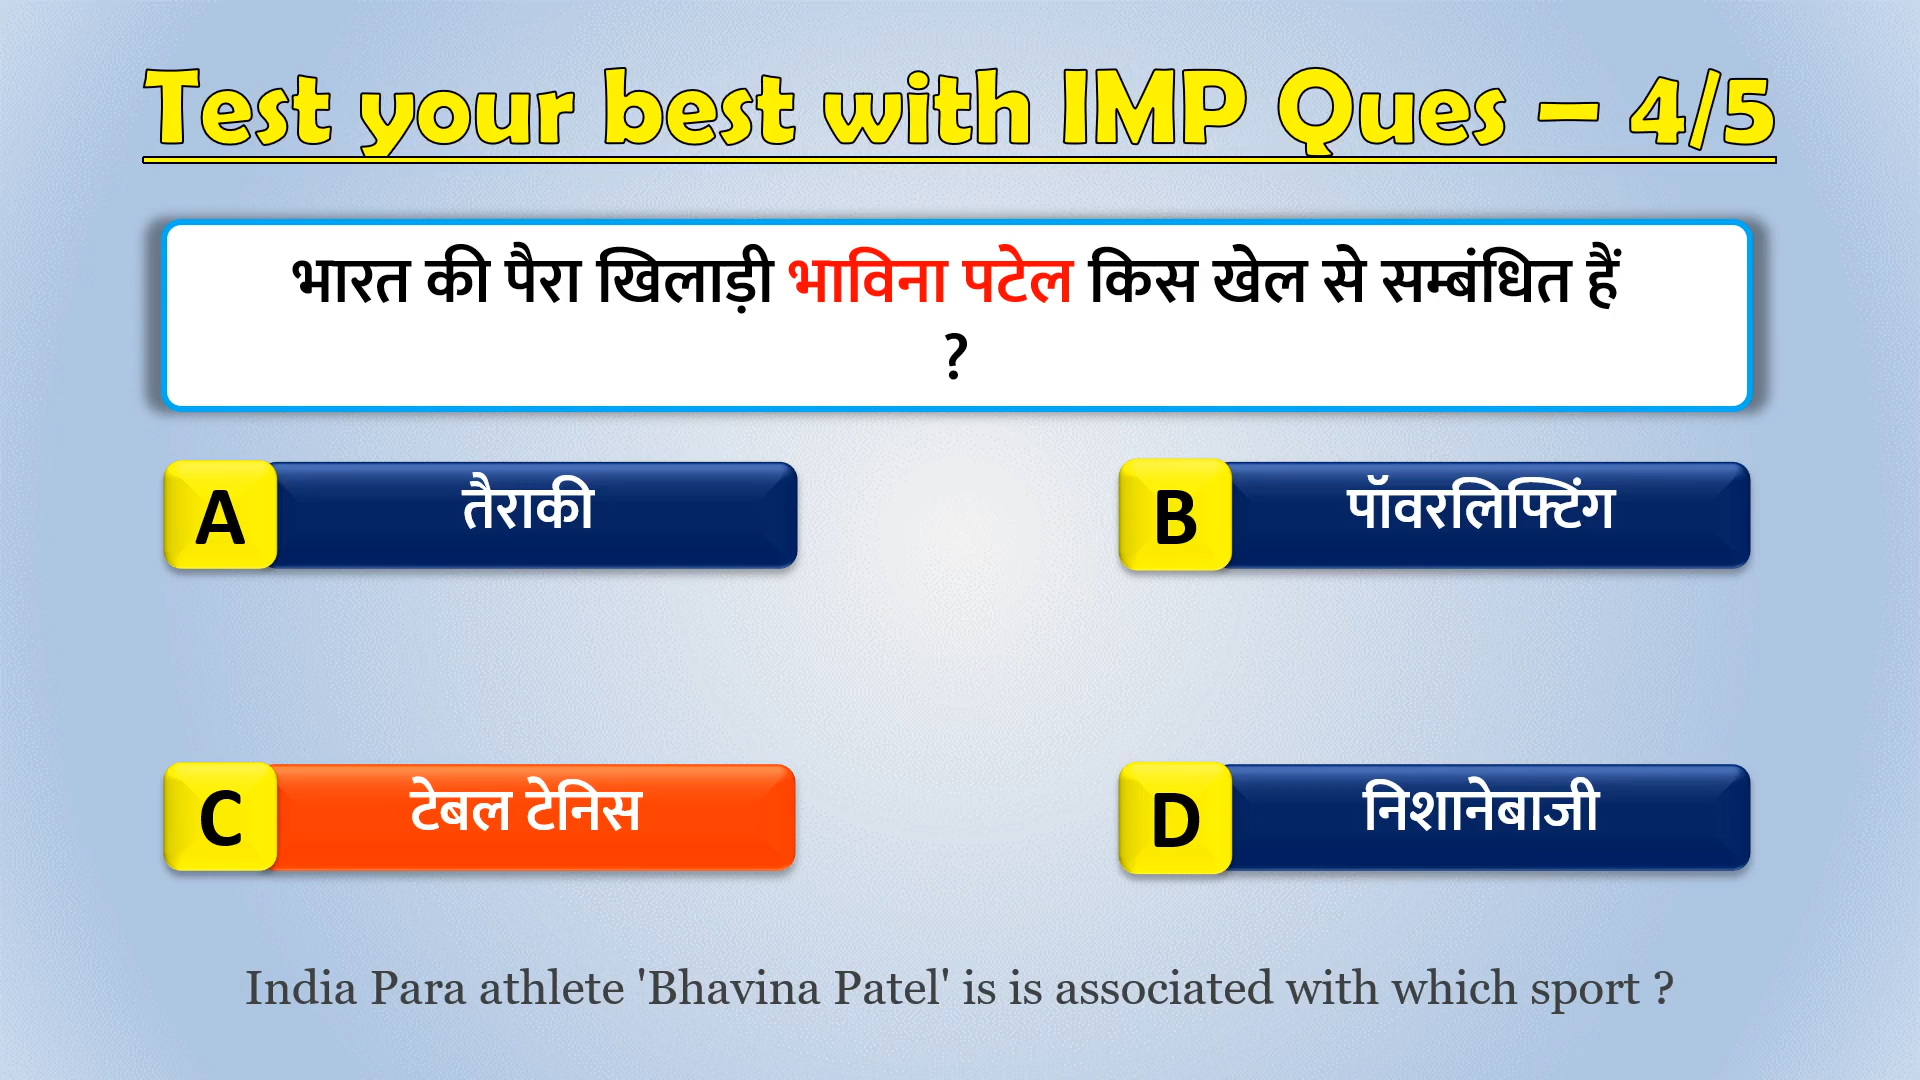 Test your best with IMP Ques – 4/5
भारत की पैरा खिलाड़ी भाविना पटेल किस खेल से सम्बंधित हैं
?
A तैराकी
B पॉवरलिफ्टिंग
C टेबल टेनिस
D निशानेबाजी
India Para athlete 'Bhavina Patel' is is associated with which sport ?